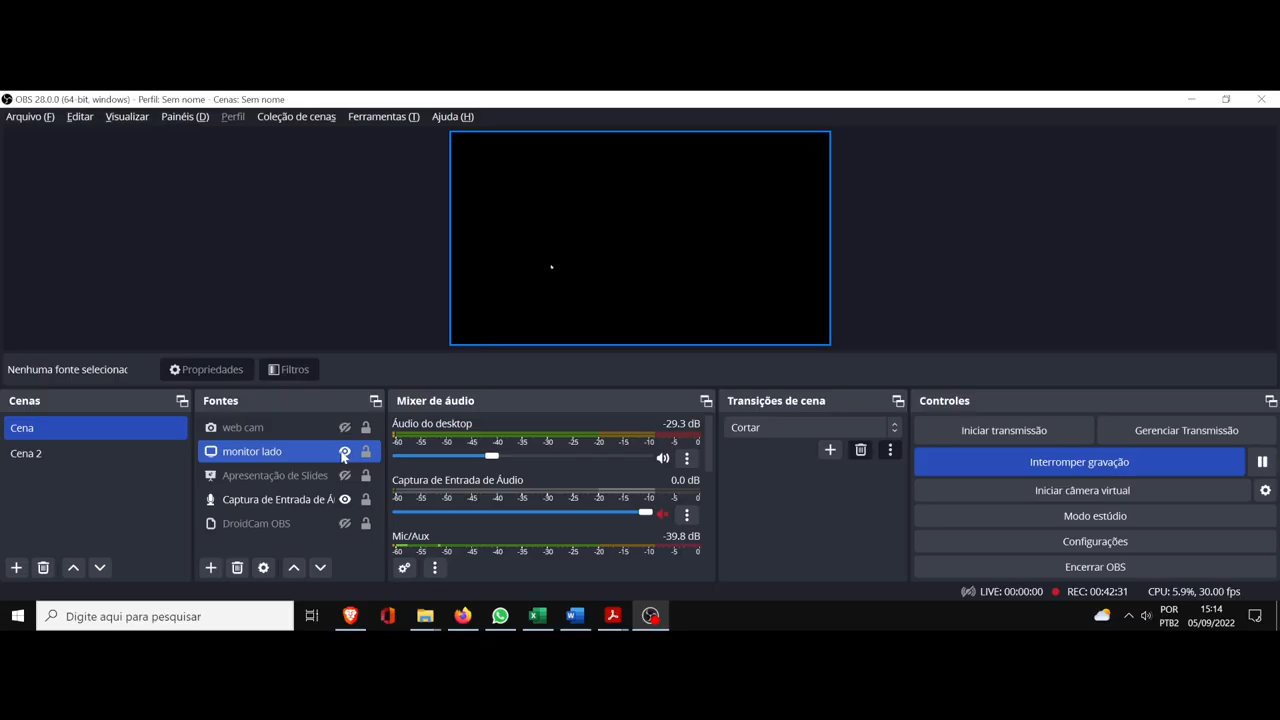 OBS 28.0.0 (64-bit, windows) - Perfil: Sem nome - Cenas: Sem nome
Arquivo (F) Editar Visualizar Painéis (D) Perfil Coleção de cenas Ferramentas (T) Ajuda (H)
Nenhuma fonte selecionac Propriedades Filtros
Cenas
Cena
Cena 2
Fontes
web cam
monitor lado
Apresentação de Slides
Captura de Entrada de Á
DroidCam OBS
Mixer de áudio
Áudio do desktop -29.3 dB
-60 -55 -50 -45 -40 -35 -30 -25 -20 -15 -10 -5 0
Captura de Entrada de Áudio 0.0 dB
-60 -55 -50 -45 -40 -35 -30 -25 -20 -15 -10 -5 0
Mic/Aux -39.8 dB
-60 -55 -50 -45 -40 -35 -30 -25 -20 -15 -10 -5 0
Transições de cena
Cortar
Controles
Iniciar transmissão Gerenciar Transmissão
Interromper gravação
Iniciar câmera virtual
Modo estúdio
Configurações
Encerrar OBS
LIVE: 00:00:00 REC: 00:42:31 CPU: 5.9%, 30.00 fps
Digite aqui para pesquisar
POR
PTB2
15:14
05/09/2022